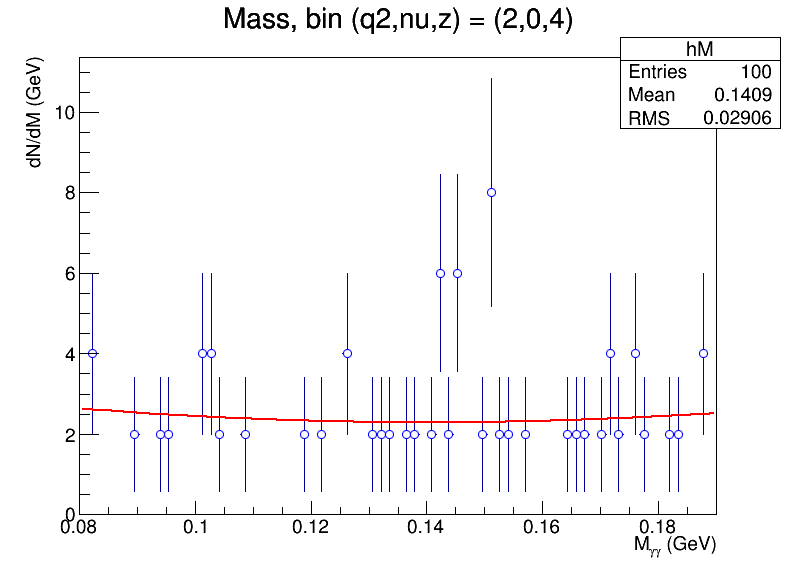 Mass, bin (q2,nu,z) = (2,0,4)
hM
Entries 100
Mean 0.1409
RMS 0.02906
dN/dM (GeV)
10
8
6
4
2
0
0.08 0.1 0.12 0.14 0.16 0.18
Mγγ (GeV)